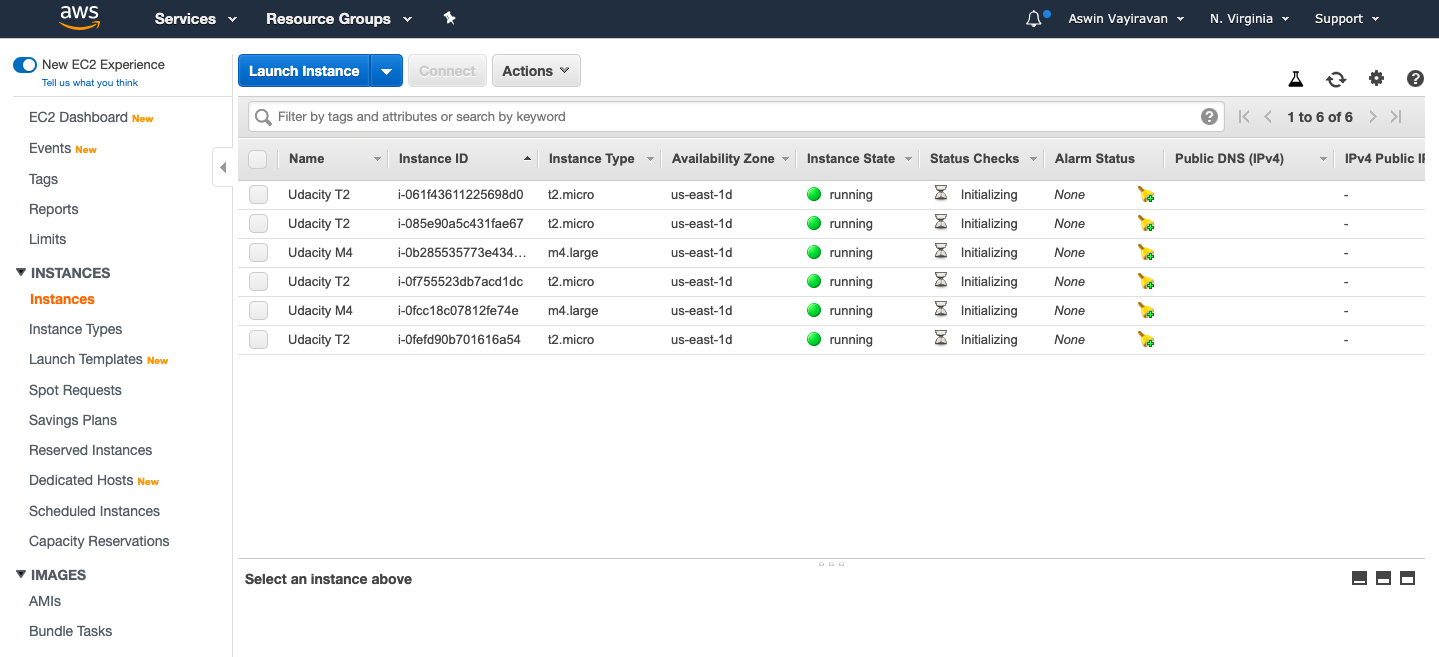 aws Services Resource Groups Aswin Vayiravan N. Virginia Support
New EC2 Experience
Tell us what you think
EC2 Dashboard New
Events New
Tags
Reports
Limits
INSTANCES
Instances
Instance Types
Launch Templates New
Spot Requests
Savings Plans
Reserved Instances
Dedicated Hosts New
Scheduled Instances
Capacity Reservations
IMAGES
AMIs
Bundle Tasks
Launch Instance Connect Actions
Filter by tags and attributes or search by keyword 1 to 6 of 6
Name Instance ID Instance Type Availability Zone Instance State Status Checks Alarm Status Public DNS (IPv4) IPv4 Public IP
Udacity T2 i-061f43611225698d0 t2.micro us-east-1d running Initializing None -
Udacity T2 i-085e90a5c431fae67 t2.micro us-east-1d running Initializing None -
Udacity M4 i-0b285535773e434... m4.large us-east-1d running Initializing None -
Udacity T2 i-0f755523db7acd1dc t2.micro us-east-1d running Initializing None -
Udacity M4 i-0fcc18c07812fe74e m4.large us-east-1d running Initializing None -
Udacity T2 i-0fefd90b701616a54 t2.micro us-east-1d running Initializing None -
Select an instance above